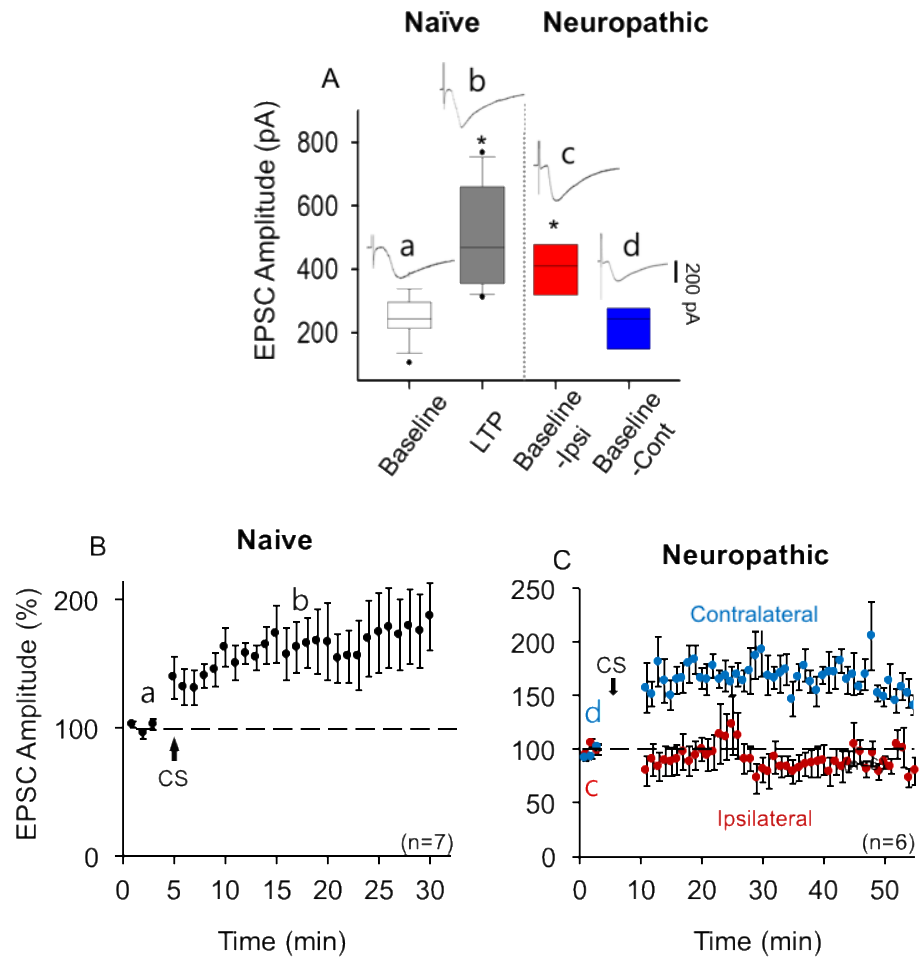 Naïve Neuropathic
A
b
800
*
c
600
*
a
d
400
200
EPSC Amplitude (pA)
200 pA
Baseline
LTP
Baseline
-Ipsi
Baseline
-Cont
B
Naive
200
b
a
100
CS
0
(n=7)
0 5 10 15 20 25 30
EPSC Amplitude (%)
Time (min)
C
Neuropathic
250
Contralateral
200
CS
150
d
100
c
50
Ipsilateral
0
(n=6)
0 10 20 30 40 50
Time (min)